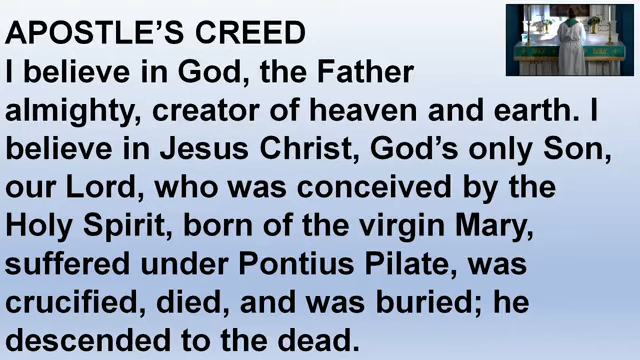 APOSTLE’S CREED
I believe in God, the Father
almighty, creator of heaven and earth. I
believe in Jesus Christ, God’s only Son,
our Lord, who was conceived by the
Holy Spirit, born of the virgin Mary,
suffered under Pontius Pilate, was
crucified, died, and was buried; he
descended to the dead.